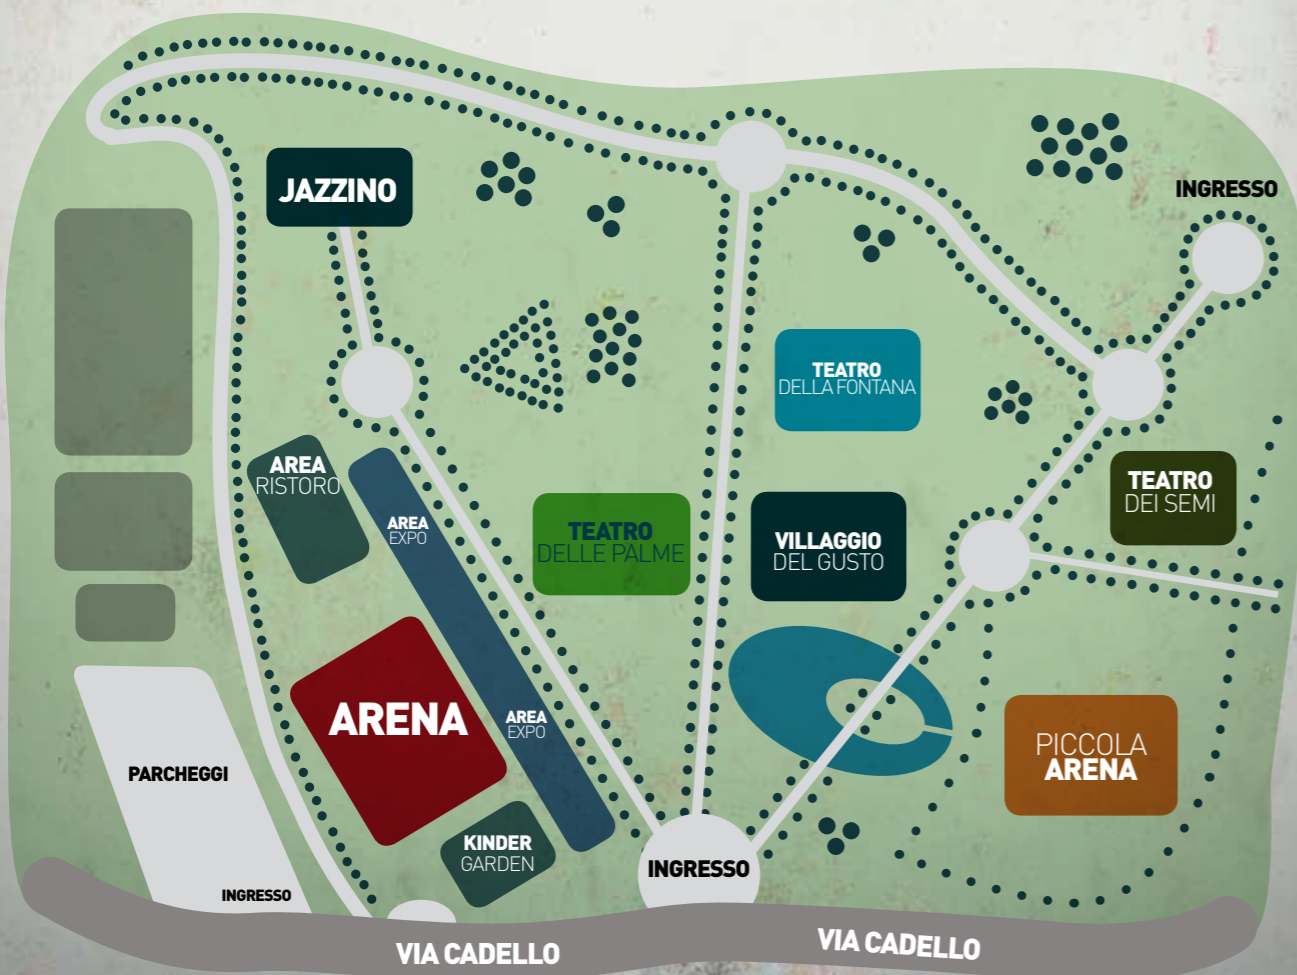 JAZZINO
INGRESSO
TEATRO
DELLA FONTANA
AREA
RISTORO
TEATRO
DEI SEMI
AREA
EXPO
TEATRO
DELLE PALME
VILLAGGIO
DEL GUSTO
ARENA
AREA
EXPO
PICCOLA
ARENA
PARCHEGGI
KINDER
GARDEN
INGRESSO
INGRESSO
VIA CADELLO
VIA CADELLO